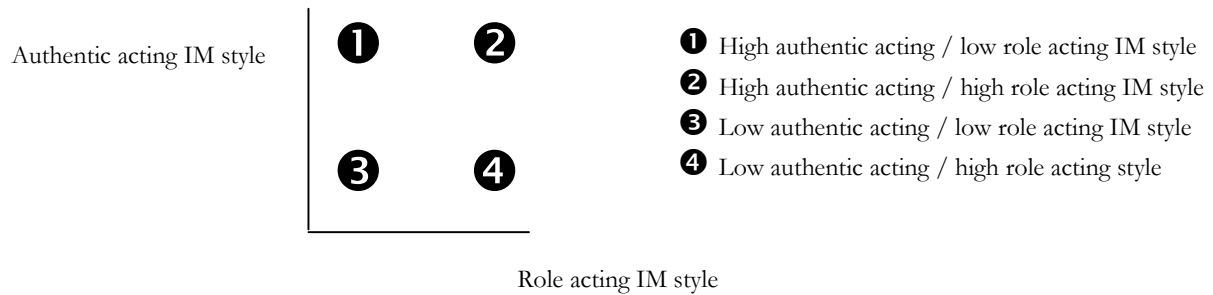 Authentic acting IM style
❶ ❷
❸ ❹
❶ High authentic acting / low role acting IM style
❷ High authentic acting / high role acting IM style
❸ Low authentic acting / low role acting IM style
❹ Low authentic acting / high role acting style
Role acting IM style